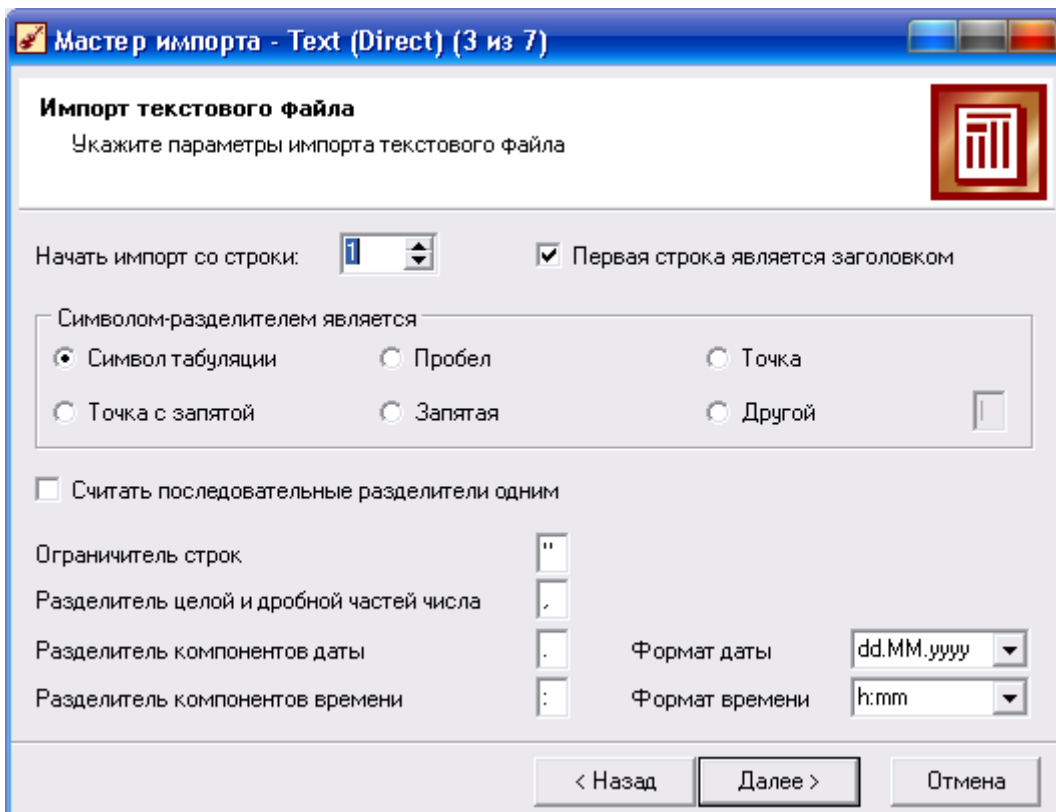 Мастер импорта - Text (Direct) (3 из 7)
Импорт текстового файла
Укажите параметры импорта текстового файла
Начать импорт со строки: 1 Первая строка является заголовком
Символом-разделителем является
Символ табуляции Пробел Точка
Точка с запятой Запятая Другой |
Считать последовательные разделители одним
Ограничитель строк "
Разделитель целой и дробной частей числа ,
Разделитель компонентов даты . Формат даты dd.MM.yyyy
Разделитель компонентов времени : Формат времени h:mm
< Назад Далее > Отмена